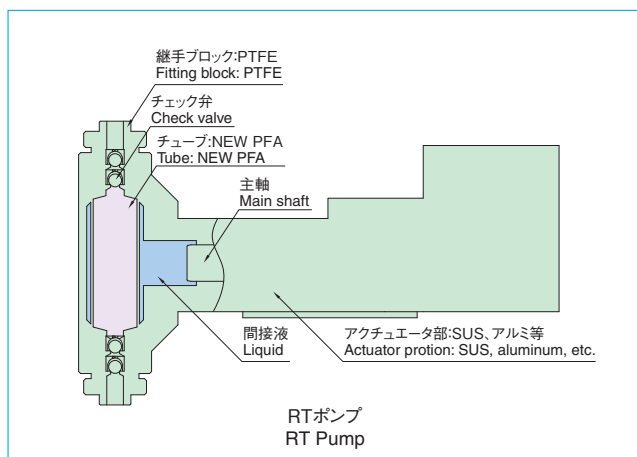 継手ブロック:PTFE
Fitting block: PTFE
チェック弁
Check valve
チューブ:NEW PFA
Tube: NEW PFA
主軸
Main shaft
間接液
Liquid
アクチュエータ部:SUS、アルミ等
Actuator protion: SUS, aluminum, etc.
RTポンプ
RT Pump